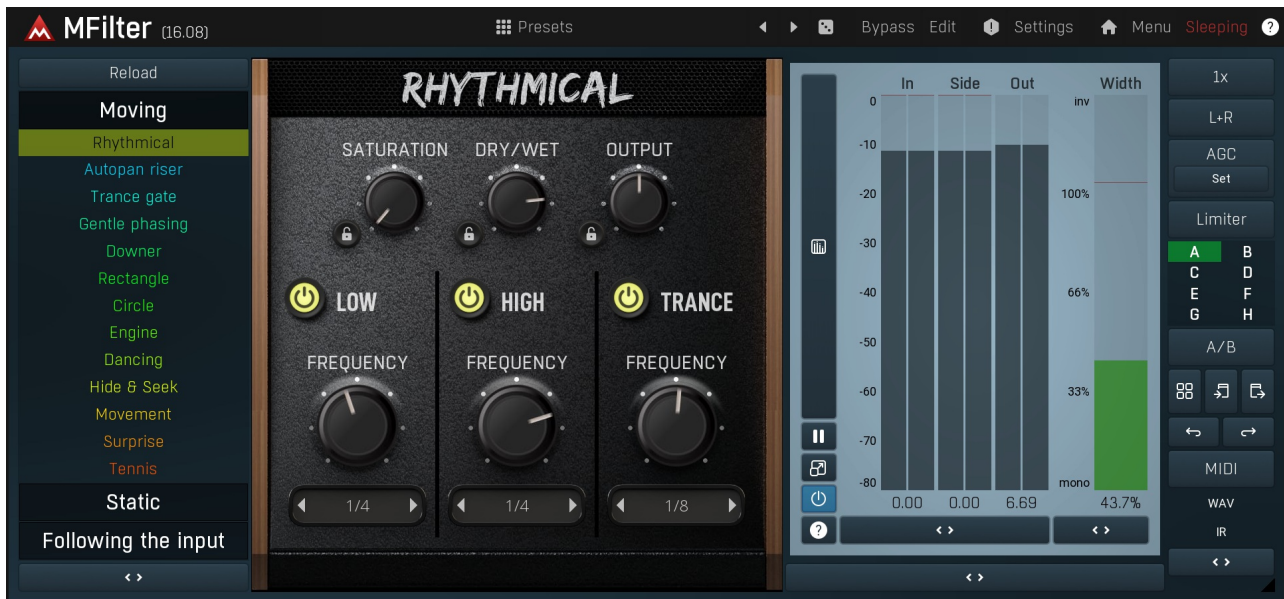 MFilter (16.08)
Presets
Bypass Edit
Settings
Menu
Sleeping
?
Reload
Moving
Rhythmical
Autopan riser
Trance gate
Gentle phasing
Downer
Rectangle
Circle
Engine
Dancing
Hide & Seek
Movement
Surprise
Tennis
Static
Following the input
RHYTHMICAL
SATURATION DRY/WET OUTPUT
LOW HIGH TRANCE
FREQUENCY FREQUENCY FREQUENCY
1/4 1/4 1/8
In Side Out Width
0 inv
-10
-20 100%
-30
-40 66%
-50
-60 33%
-70
-80 mono
0.00 0.00 6.69 43.7%
?
1x
L+R
AGC
Set
Limiter
A B
C D
E F
G H
A/B
MIDI
WAV
IR